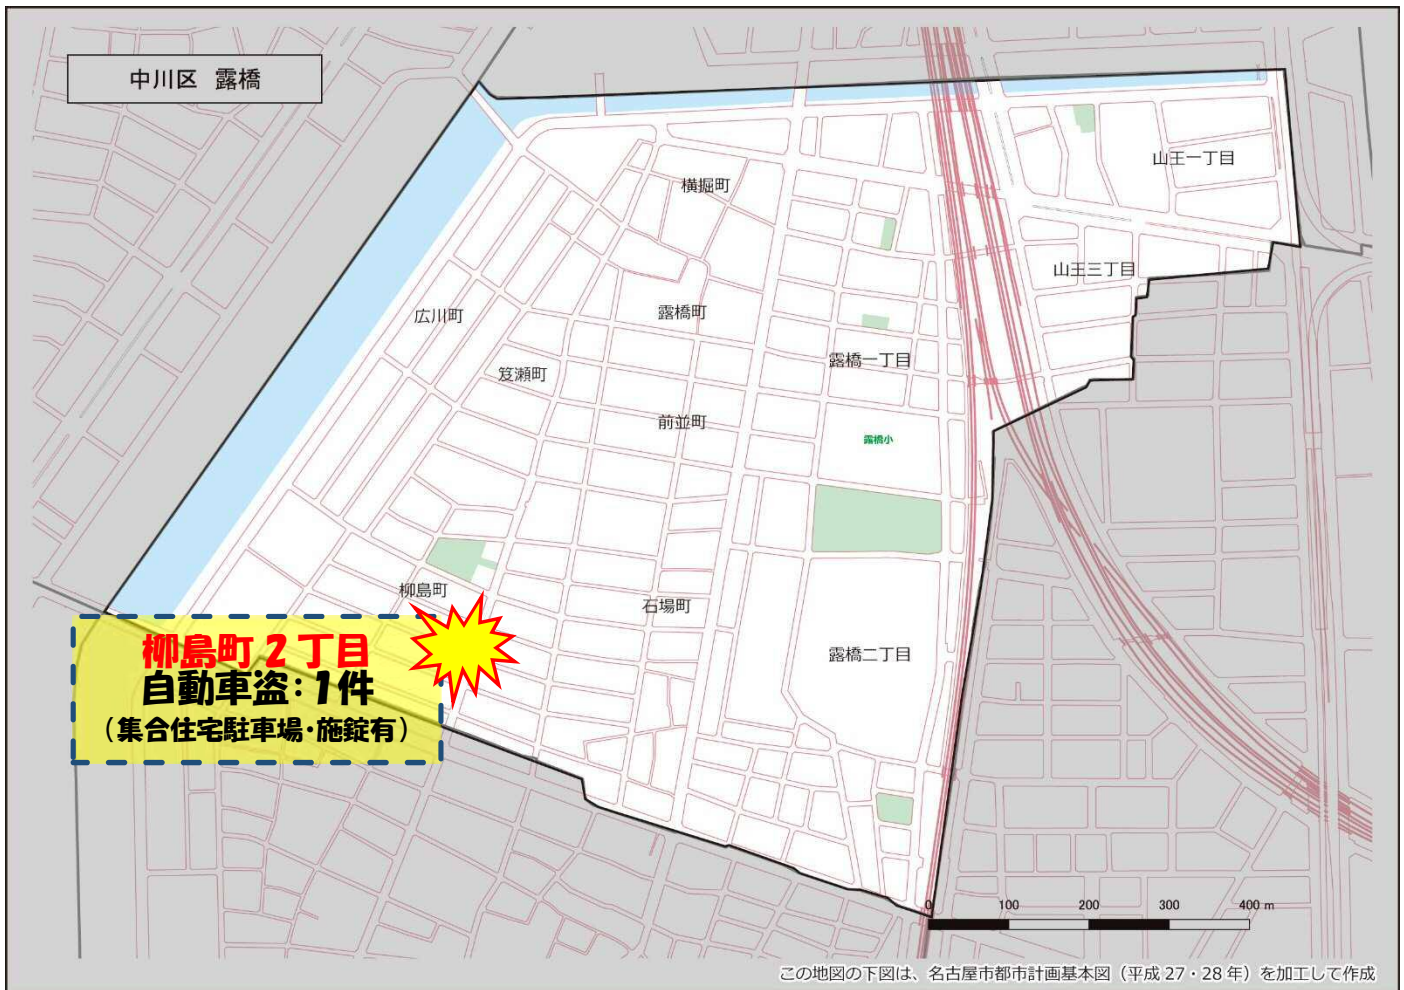 中川区 露橋
山王一丁目
横掘町
山王三丁目
広川町
露橋町
露橋一丁目
笈瀬町
前並町
露橋小
柳島町
石場町
柳島町2丁目
自動車盗:1件
(集合住宅駐車場・施錠有)
露橋二丁目
0 100 200 300 400 m
この地図の下図は、名古屋市都市計画基本図(平成27・28年)を加工して作成